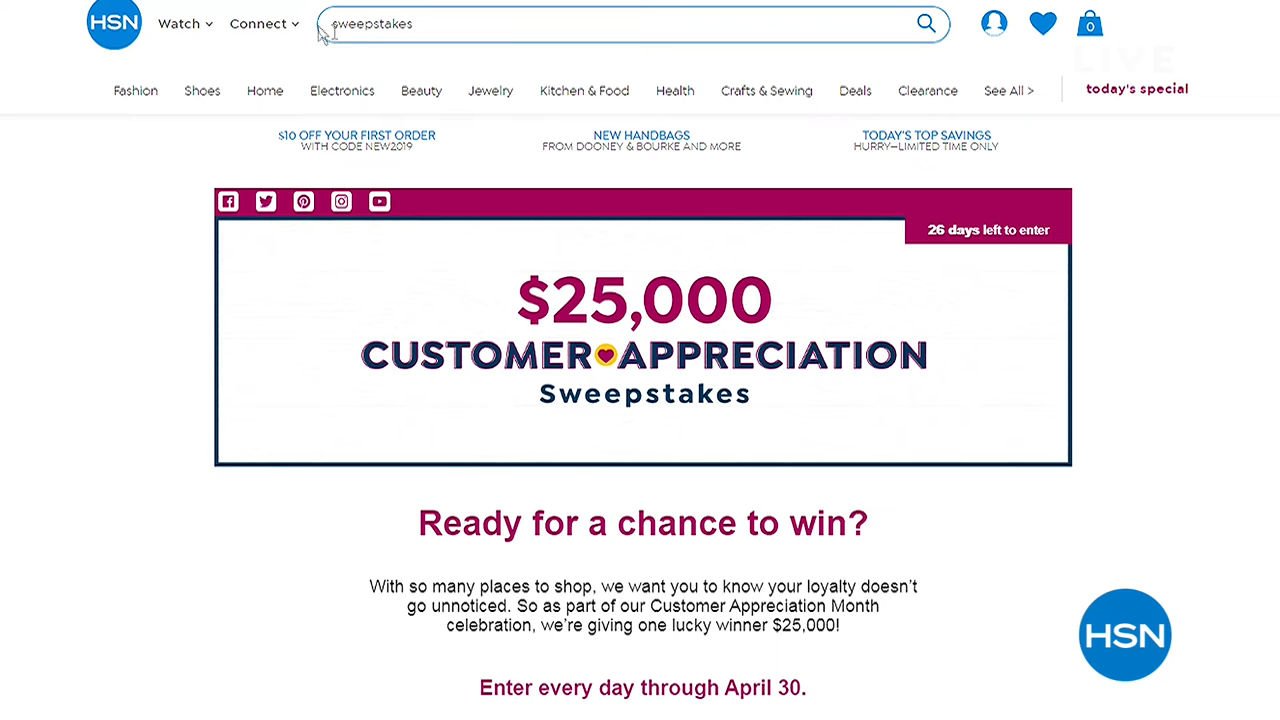 HSN
Watch
Connect
sweepstakes
0
LIVE
Fashion
Shoes
Home
Electronics
Beauty
Jewelry
Kitchen & Food
Health
Crafts & Sewing
Deals
Clearance
See All >
today's special
$10 OFF YOUR FIRST ORDER
WITH CODE NEW2019
NEW HANDBAGS
FROM DOONEY & BOURKE AND MORE
TODAY'S TOP SAVINGS
HURRY—LIMITED TIME ONLY
26 days left to enter
$25,000
CUSTOMER APPRECIATION
Sweepstakes
Ready for a chance to win?
With so many places to shop, we want you to know your loyalty doesn't
go unnoticed. So as part of our Customer Appreciation Month
celebration, we're giving one lucky winner $25,000!
HSN
Enter every day through April 30.